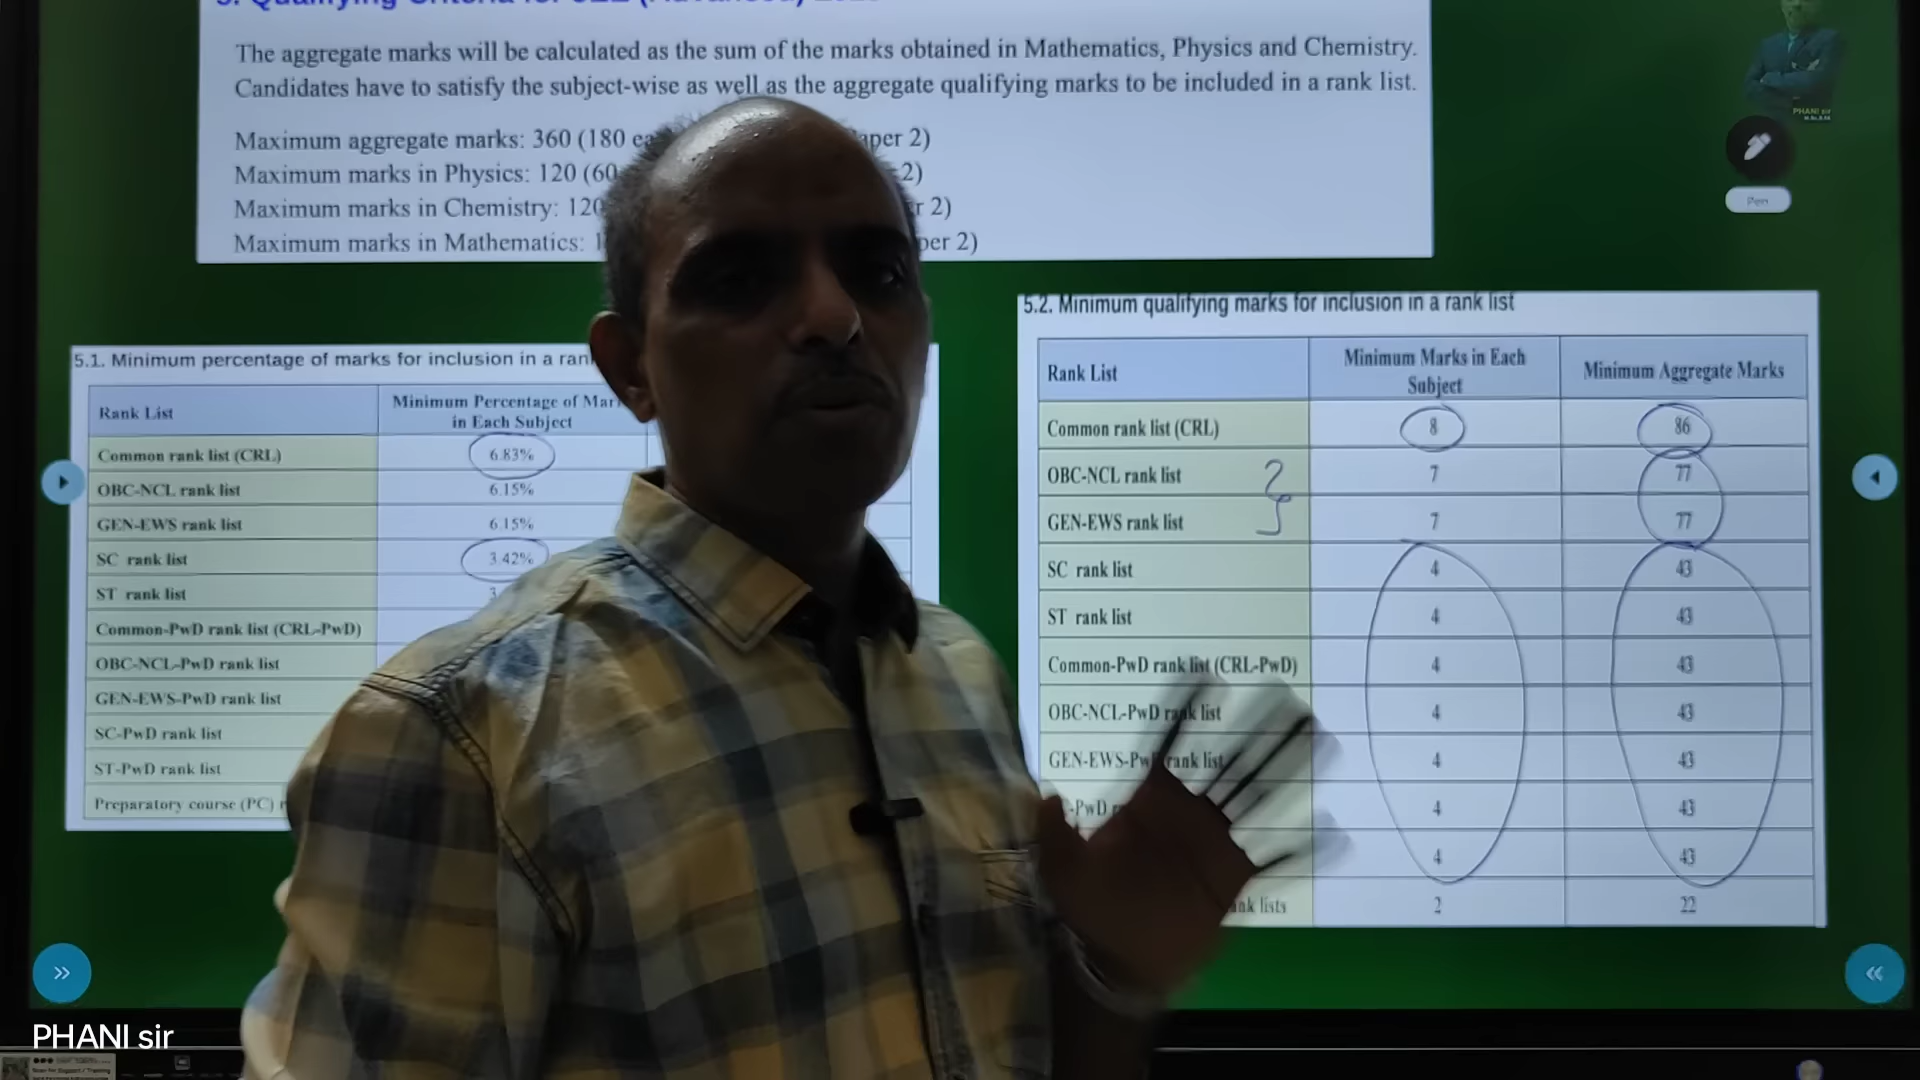 The aggregate marks will be calculated as the sum of the marks obtained in Mathematics, Physics and Chemistry.
Candidates have to satisfy the subject-wise as well as the aggregate qualifying marks to be included in a rank list.
Maximum aggregate marks: 360 (180 2)
Maximum marks in Physics: 120 (60 2)
Maximum marks in Chemistry: 120 2)
Maximum marks in Mathematics: 2)
PHANI sir
Pen
5.1. Minimum percentage of marks for inclusion in a
Rank List Minimum Percentage of
in Each Subject
Common rank list (CRL) 6.83%
OBC-NCL rank list 6.15%
GEN-EWS rank list 6.15%
SC rank list 3.42%
ST rank list 3
Common-PwD rank list (CRL-PwD)
OBC-NCL-PwD rank list
GEN-EWS-PwD rank list
SC-PwD rank list
ST-PwD rank list
Preparatory course (PC)
5.2. Minimum qualifying marks for inclusion in a rank list
Rank List Minimum Marks in Each Subject Minimum Aggregate Marks
Common rank list (CRL) 8 86
OBC-NCL rank list 7 77
GEN-EWS rank list 7 77
SC rank list 4 43
ST rank list 4 43
Common-PwD rank list (CRL-PwD) 4 43
OBC-NCL-PwD rank list 4 43
GEN-EWS-PwD rank list 4 43
-PwD 4 43
4 43
lists 2 22
PHANI sir